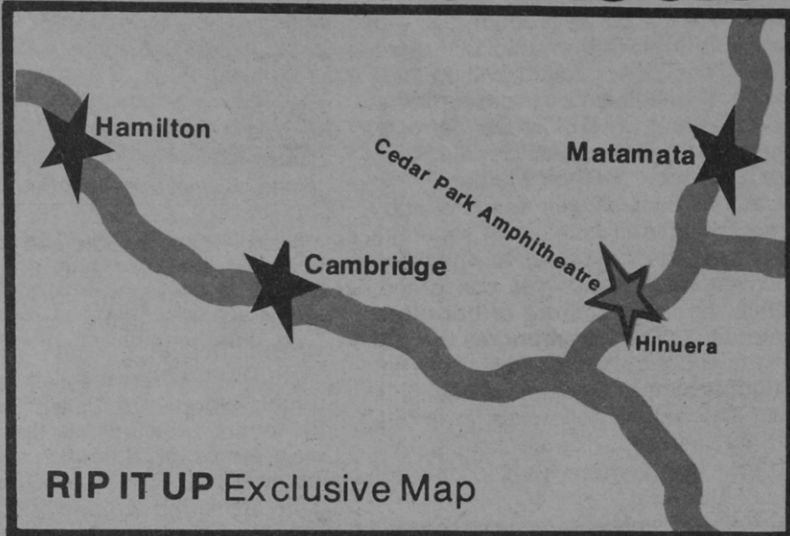 Hamilton
Matamata
Cedar Park Amphitheatre
Cambridge
Hinuera
RIP IT UP Exclusive Map